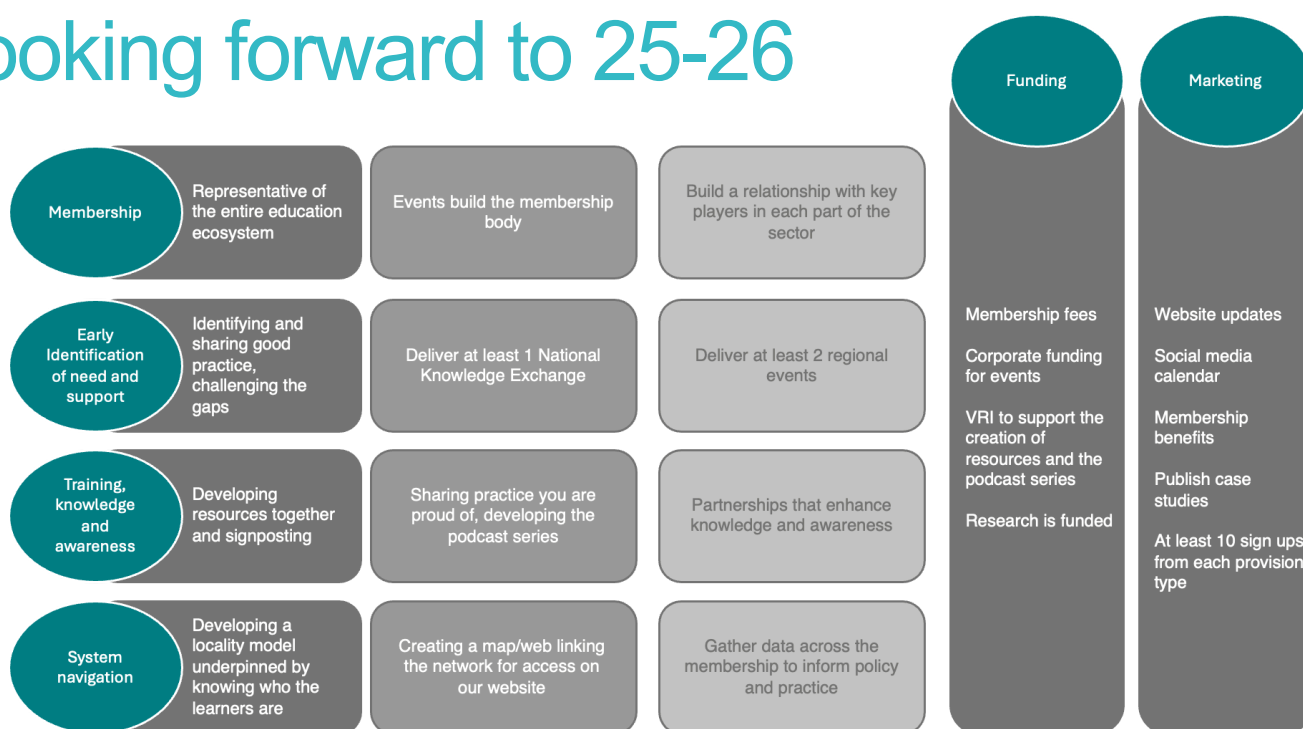 ooking forward to 25-26
Membership
Representative of
the entire education
ecosystem
Events build the membership
body
Build a relationship with key
players in each part of the
sector
Early
Identification
of need and
support
Identifying and
sharing good
practice,
challenging the
gaps
Deliver at least 1 National
Knowledge Exchange
Deliver at least 2 regional
events
Training,
knowledge
and
awareness
Developing
resources together
and signposting
Sharing practice you are
proud of, developing the
podcast series
Partnerships that enhance
knowledge and awareness
System
navigation
Developing a
locality model
underpinned by
knowing who the
learners are
Creating a map/web linking
the network for access on
our website
Gather data across the
membership to inform policy
and practice
Funding
Membership fees
Corporate funding
for events
VRI to support the
creation of
resources and the
podcast series
Research is funded
Marketing
Website updates
Social media
calendar
Membership
benefits
Publish case
studies
At least 10 sign ups
from each provision
type